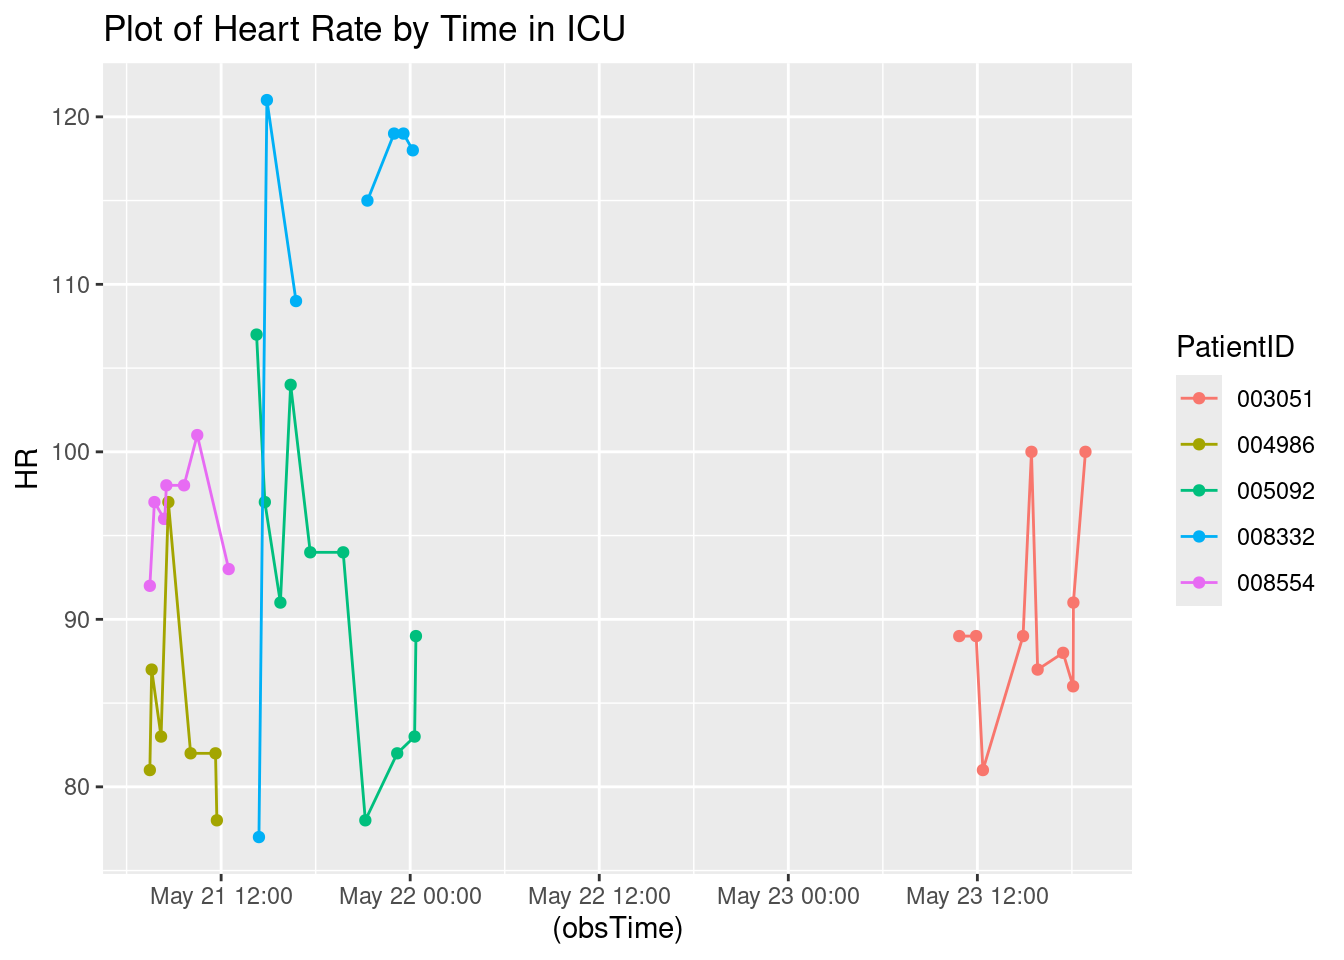 Plot of Heart Rate by Time in ICU
120
110
100
90
80
HR
May 21 12:00
May 22 00:00
May 22 12:00
May 23 00:00
May 23 12:00
(obsTime)
PatientID
003051
004986
005092
008332
008554